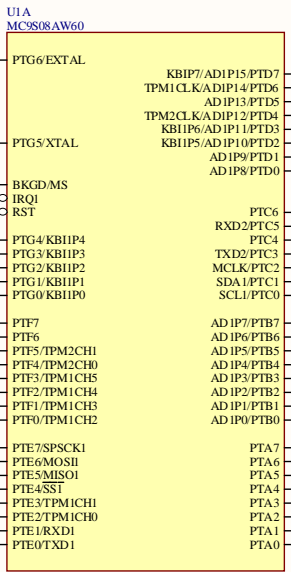 U1A
MC9S08AW60
PTG6/EXTAL
KBIP7/AD1P15/PTD7
TPM1CLK/AD1P14/PTD6
AD1P13/PTD5
TPM2CLK/AD1P12/PTD4
KBI1P6/AD1P11/PTD3
PTG5/XTAL
KBI1P5/AD1P10/PTD2
AD1P9/PTD1
AD1P8/PTD0
BKGD/MS
IRQ1
RST
PTC6
RXD2/PTC5
PTG4/KBI1P4
PTC4
PTG3/KBI1P3
TXD2/PTC3
PTG2/KBI1P2
MCLK/PTC2
PTG1/KBI1P1
SDA1/PTC1
PTG0/KBI1P0
SCL1/PTC0
PTF7
AD1P7/PTB7
PTF6
AD1P6/PTB6
PTF5/TPM2CH1
AD1P5/PTB5
PTF4/TPM2CH0
AD1P4/PTB4
PTF3/TPM1CH5
AD1P3/PTB3
PTF2/TPM1CH4
AD1P2/PTB2
PTF1/TPM1CH3
AD1P1/PTB1
PTF0/TPM1CH2
AD1P0/PTB0
PTE7/SPSCK1
PTA7
PTE6/MOSI1
PTA6
PTE5/MISO1
PTA5
PTE4/SS1
PTA4
PTE3/TPM1CH1
PTA3
PTE2/TPM1CH0
PTA2
PTE1/RXD1
PTA1
PTE0/TXD1
PTA0